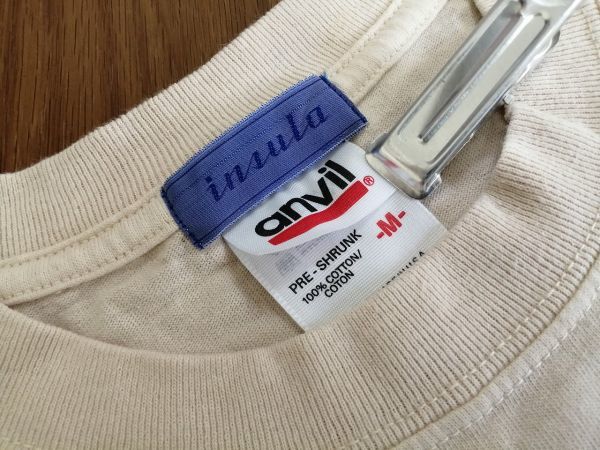 insula
anvil®
-M-
PRE-SHRUNK
100% COTTON/
COTON